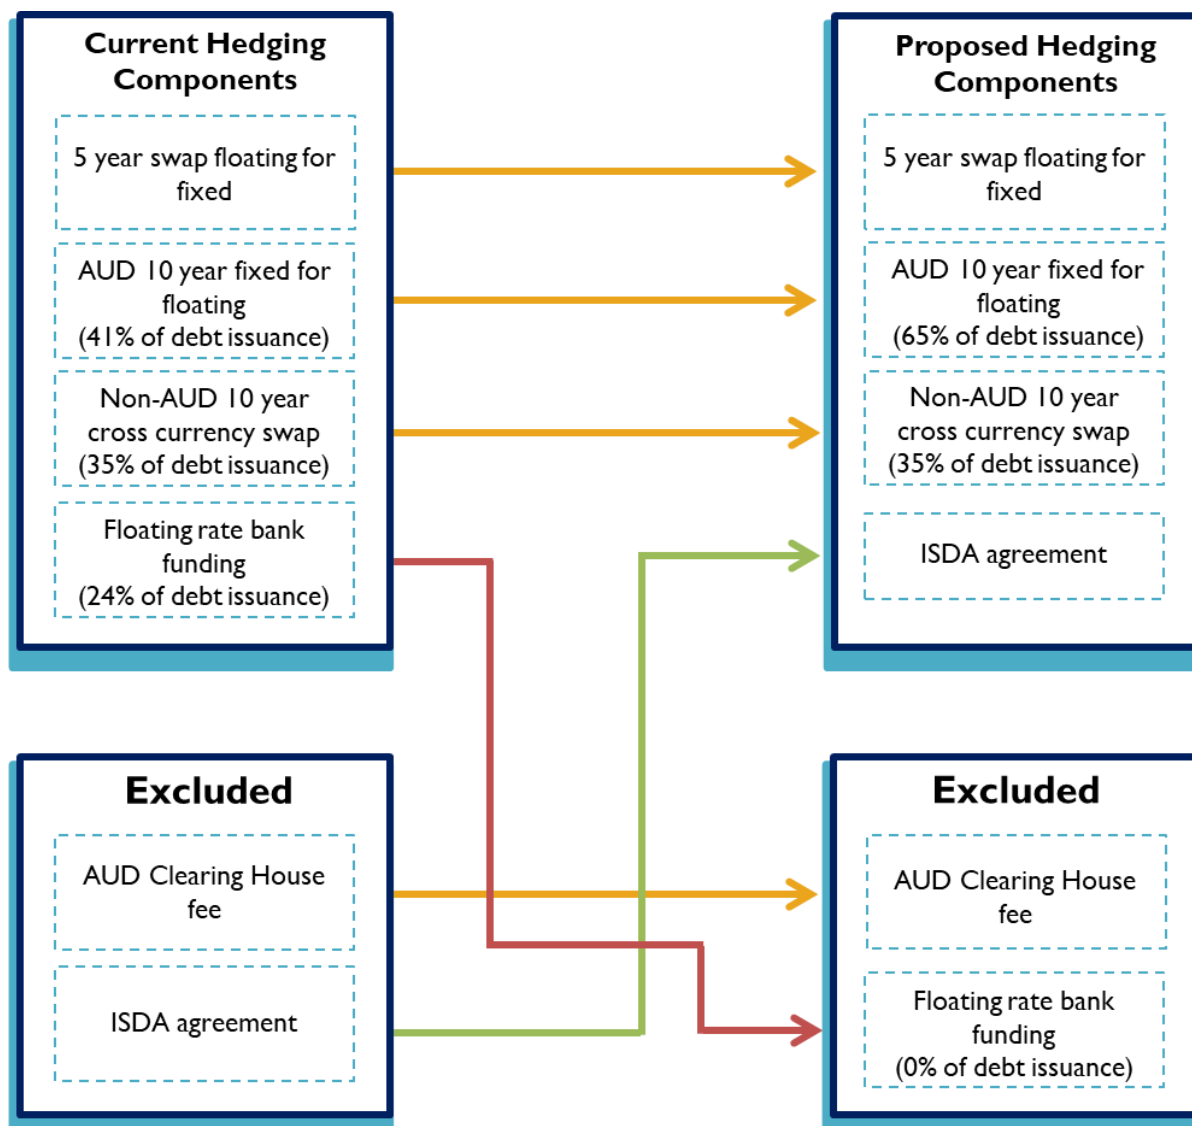 Current Hedging
Components
5 year swap floating for
fixed
AUD 10 year fixed for
floating
(41% of debt issuance)
Non-AUD 10 year
cross currency swap
(35% of debt issuance)
Floating rate bank
funding
(24% of debt issuance)
Proposed Hedging
Components
5 year swap floating for
fixed
AUD 10 year fixed for
floating
(65% of debt issuance)
Non-AUD 10 year
cross currency swap
(35% of debt issuance)
ISDA agreement
Excluded
AUD Clearing House
fee
ISDA agreement
Excluded
AUD Clearing House
fee
Floating rate bank
funding
(0% of debt issuance)